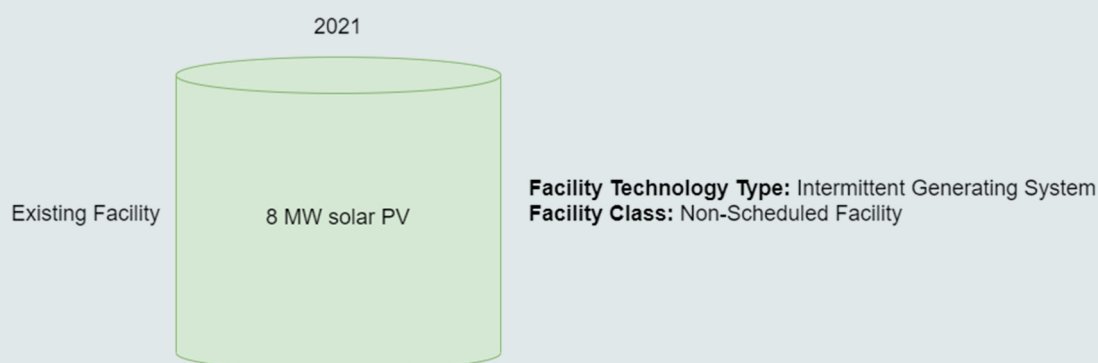 2021
Existing Facility
8 MW solar PV
Facility Technology Type: Intermittent Generating System
Facility Class: Non-Scheduled Facility